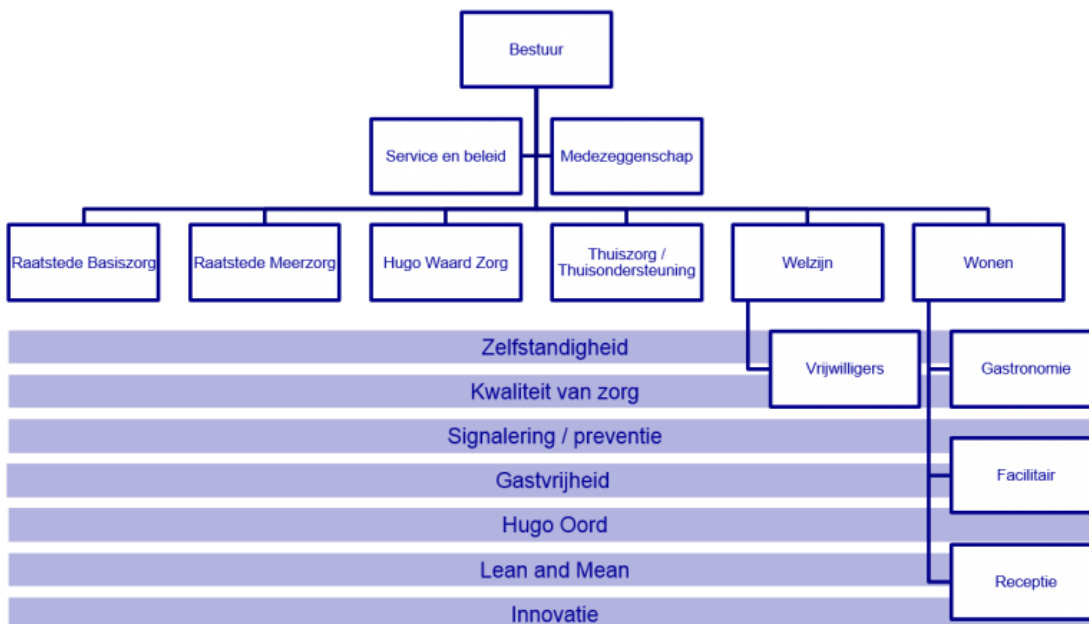 Bestuur
Service en beleid
Medezeggenschap
Raatstede Basiszorg
Raatstede Meerzorg
Hugo Waard Zorg
Thuiszorg /
Thuisondersteuning
Welzijn
Wonen
Zelfstandigheid
Vrijwilligers
Gastronomie
Kwaliteit van zorg
Signalering / preventie
Gastvrijheid
Facilitair
Hugo Oord
Lean and Mean
Receptie
Innovatie